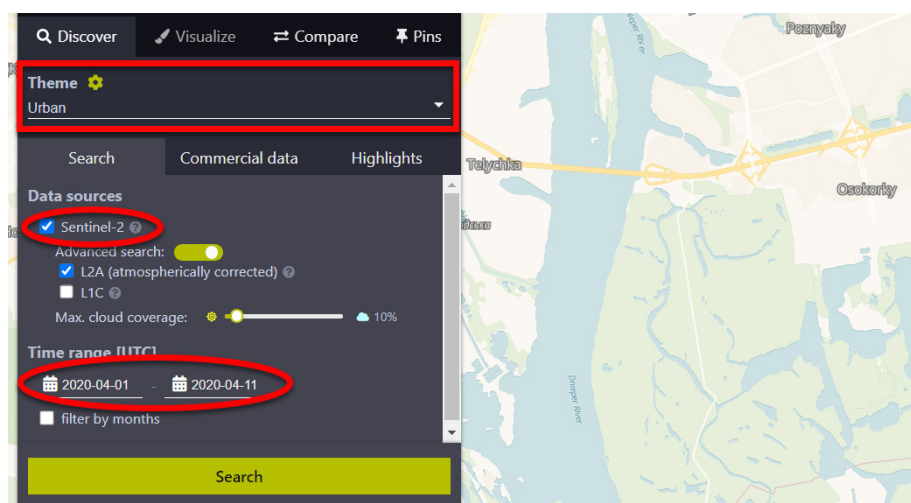 Discover Visualize Compare Pins
Theme
Urban
Search Commercial data Highlights
Data sources
Sentinel-2
Advanced search:
L2A (atmospherically corrected)
L1C
Max. cloud coverage: 10%
Time range [UTC]
2020-04-01 - 2020-04-11
filter by months
Search
Poznyaky
Dnieper River
Telychka
Osokorky
Dnieper River